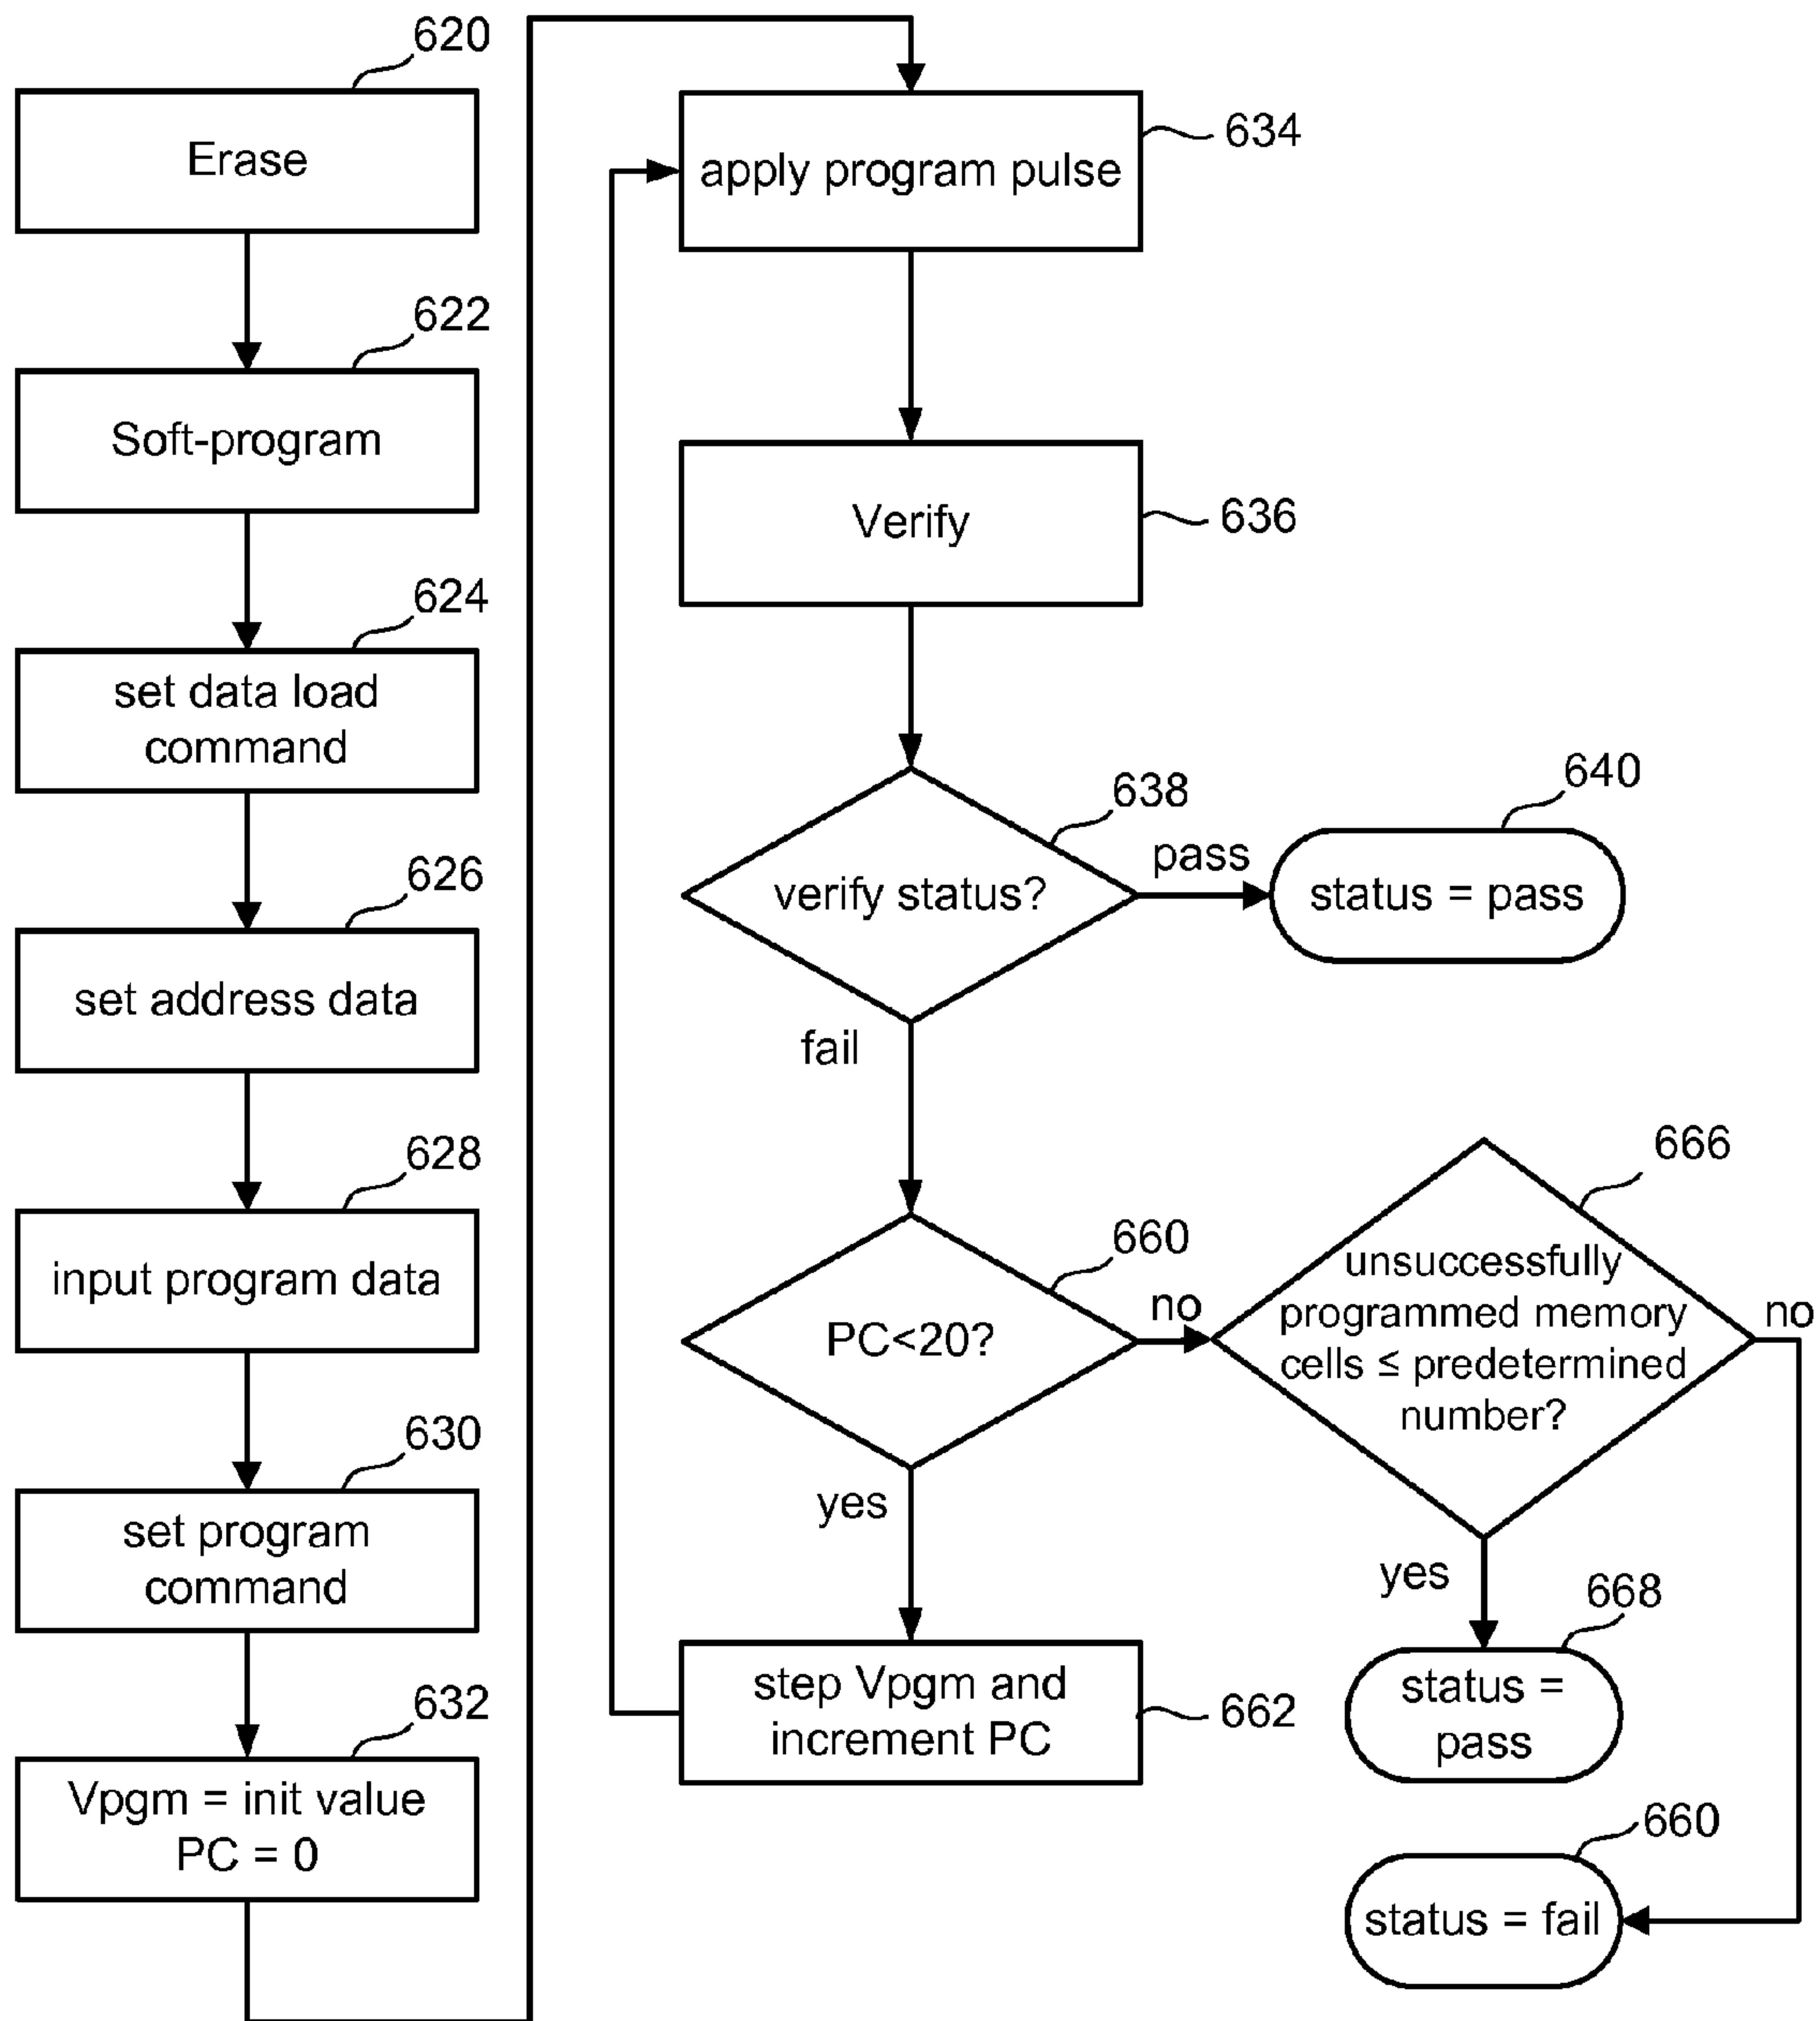 620
Erase
622
Soft-program
624
set data load
command
626
set address data
628
input program data
630
set program
command
632
Vpgm = init value
PC = 0
634
apply program pulse
636
Verify
638
verify status?
pass
640
status = pass
fail
660
PC<20?
no
666
unsuccessfully
programmed memory
cells ≤ predetermined
number?
no
yes
662
step Vpgm and
increment PC
yes
668
status =
pass
660
status = fail